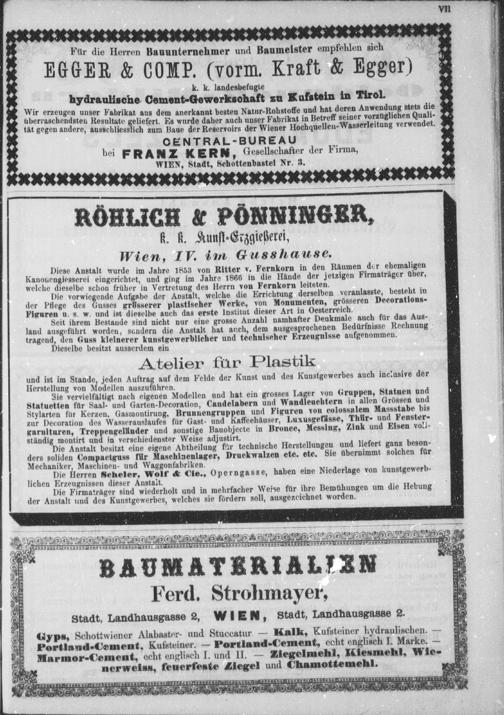 VII
Für die Herren Bauunternehmer und Baumeister empfehlen sich
EGGER & COMP. (vorm. Kraft & Egger)
k. k. landesbefugte
hydraulische Cement-Gewerkschaft zu Kufstein in Tirol.
Wir erzeugen unser Fabrikat aus dem anerkannt besten Natur-Rohstoffe und hat deren Anwendung stets die
überraschendsten Resultate geliefert. Es wurde daher auch unser Fabrikat in Betreff seiner vorzüglichen Quali-
tät gegen andere, ausschliesslich zum Baue der Reservoirs der Wiener Hochquellen-Wasserleitung verwendet.
CENTRAL-BUREAU
bei FRANZ KERN, Gesellschafter der Firma,
WIEN, Stadt, Schottenbastei Nr. 3.
RÖHLICH & PÖNNINGER,
k. k. Kunst-Erzgießerei,
Wien, IV. im Gusshause.
Diese Anstalt wurde im Jahre 1853 von Ritter v. Fernkorn in den Räumen der ehemaligen
Kanonengiesserei eingerichtet, und ging im Jahre 1866 in die Hände der jetzigen Firmaträger über,
welche dieselbe schon früher in Vertretung des Herrn von Fernkorn leiteten.
Die vorwiegende Aufgabe der Anstalt, welche die Errichtung derselben veranlasste, besteht in
der Pflege des Gusses grösserer plastischer Werke, von Monumenten, grösseren Decorations-
Figuren u. s. w. und ist dieselbe auch das erste Institut dieser Art in Oesterreich.
Seit ihrem Bestande sind nicht nur eine grosse Anzahl namhafter Denkmale auch für das Aus-
land ausgeführt worden, sondern die Anstalt hat auch, dem ausgesprochenen Bedürfnisse Rechnung
tragend, den Guss kleinerer kunstgewerblicher und technischer Erzeugnisse aufgenommen.
Dieselbe besitzt ausserdem ein
Atelier für Plastik
und ist im Stande, jeden Auftrag auf dem Felde der Kunst und des Kunstgewerbes auch inclusive der
Herstellung von Modellen auszuführen.
Sie vervielfältigt nach eigenen Modellen und hat ein grosses Lager von Gruppen, Statuen und
Statuetten für Saal- und Garten-Decoration, Candelabern und Wandleuchtern in allen Grössen und
Stylarten für Kerzen, Gasmontirung, Brunnengruppen und Figuren von colossalem Massstabe bis
zur Decoration des Wasserauslaufes für Gast- und Kaffeehäuser, Luxusgefässe, Thür- und Fenster-
garnituren, Treppengeländer und sonstige Bauobjecte in Bronce, Messing, Zink und Eisen voll-
ständig montirt und in verschiedenster Weise adjustirt.
Die Anstalt besitzt eine eigene Abtheilung für technische Herstellungen und liefert ganz beson-
ders soliden Compactguss für Maschinenlager, Druckwalzen etc. etc. Sie übernimmt solchen für
Mechaniker, Maschinen- und Waggonfabriken.
Die Herren Scheler, Wolf & Cie., Operngasse, haben eine Niederlage von kunstgewerb-
lichen Erzeugnissen dieser Anstalt.
Die Firmaträger sind wiederholt und in mehrfacher Weise für ihre Bemühungen um die Hebung
der Anstalt und des Kunstgewerbes, welches sie fördern soll, ausgezeichnet worden.
BAUMATERIALIEN
Ferd. Strohmayer,
Stadt, Landhausgasse 2, WIEN, Stadt, Landhausgasse 2.
Gyps, Schottwiener Alabaster- und Stuccatur — Kalk, Kufsteiner hydraulischen. —
Portland-Cement, Kufsteiner. — Portland-Cement, echt englisch I. Marke. —
Marmor-Cement, echt englisch I. und II. — Ziegelmehl, Kiesmehl, Wie-
nerweiss, feuerfeste Ziegel und Chamottemehl.